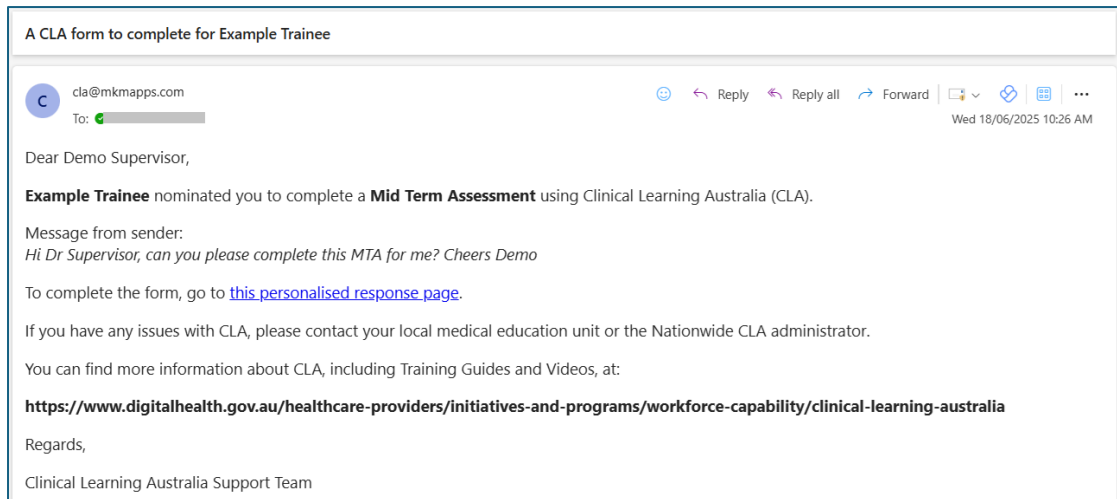 A CLA form to complete for Example Trainee
C
cla@mkmapps.com
Reply
Reply all
Forward
To:
Wed 18/06/2025 10:26 AM
Dear Demo Supervisor,
Example Trainee nominated you to complete a Mid Term Assessment using Clinical Learning Australia (CLA).
Message from sender:
Hi Dr Supervisor, can you please complete this MTA for me? Cheers Demo
To complete the form, go to this personalised response page.
If you have any issues with CLA, please contact your local medical education unit or the Nationwide CLA administrator.
You can find more information about CLA, including Training Guides and Videos, at:
https://www.digitalhealth.gov.au/healthcare-providers/initiatives-and-programs/workforce-capability/clinical-learning-australia
Regards,
Clinical Learning Australia Support Team